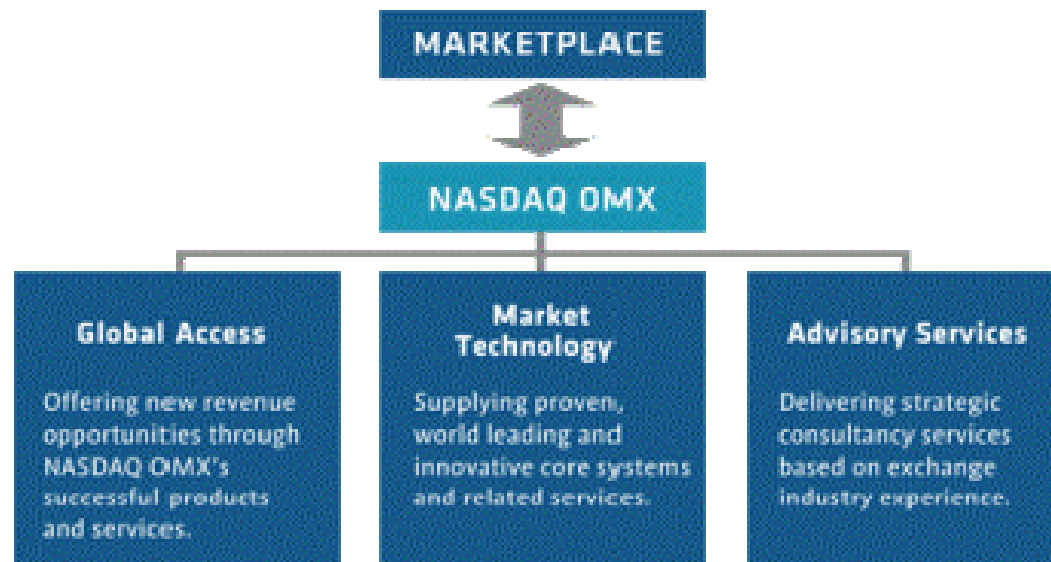 MARKETPLACE
NASDAQ OMX
Global Access
Offering new revenue
opportunities through
NASDAQ OMX's
successful products
and services.
Market
Technology
Supplying proven,
world leading and
innovative core systems
and related services.
Advisory Services
Delivering strategic
consultancy services
based on exchange
industry experience.